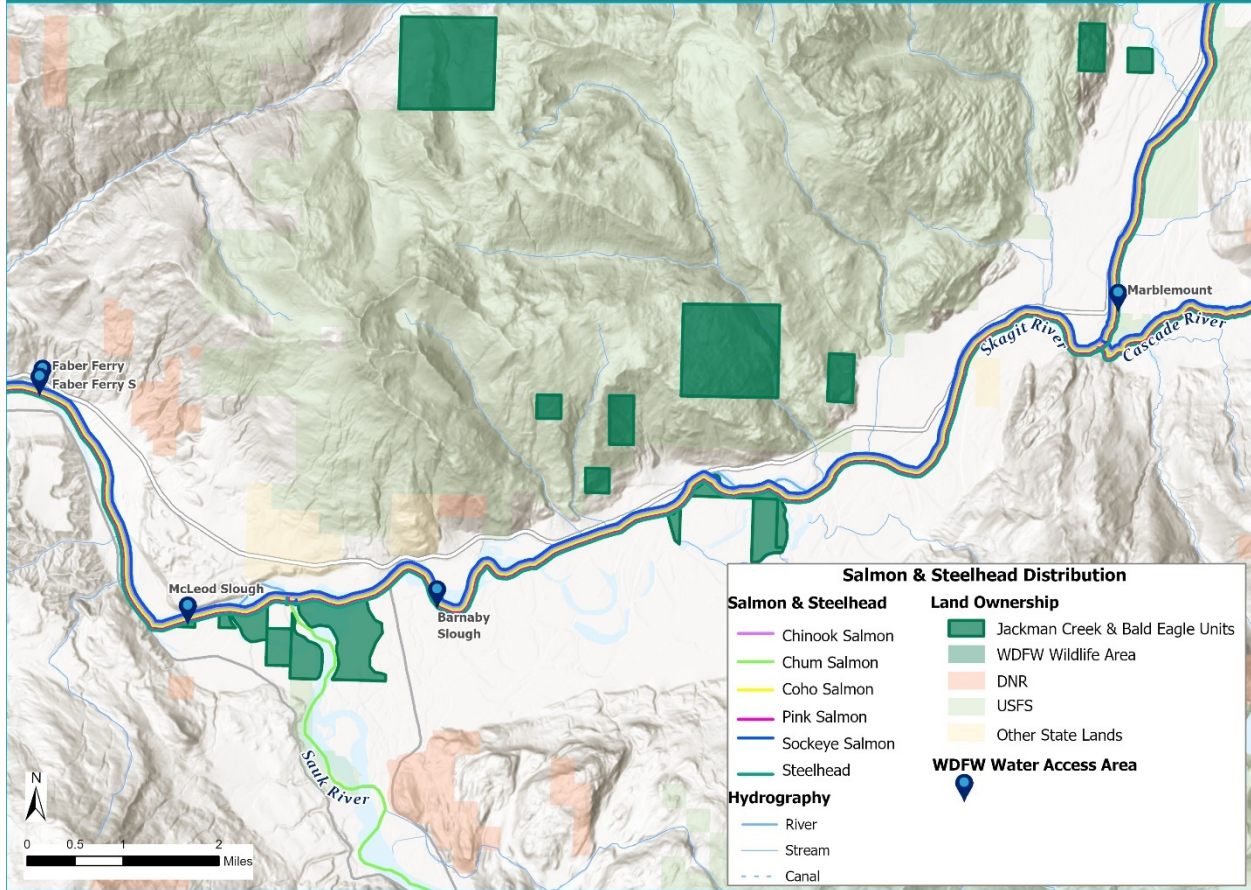 Marblemount
Skagit River
Cascade River
Faber Ferry
Faber Ferry S
McLeod Slough
Barnaby
Slough
Sauk River
N
0 0.5 1 2
Miles
Salmon & Steelhead Distribution
Salmon & Steelhead
Chinook Salmon
Chum Salmon
Coho Salmon
Pink Salmon
Sockeye Salmon
Steelhead
Hydrography
River
Stream
Canal
Land Ownership
Jackman Creek & Bald Eagle Units
WDFW Wildlife Area
DNR
USFS
Other State Lands
WDFW Water Access Area